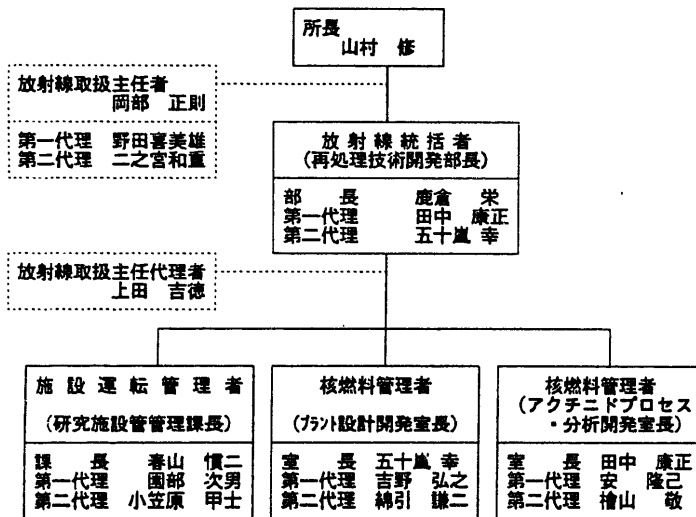 所長
山村 修
放射線取扱主任者
岡部 正則
第一代理 野田喜美雄
第二代理 二之宮和重
放射線統括者
(再処理技術開発部長)
部長 鹿倉 栄
第一代理 田中 康正
第二代理 五十嵐 幸
放射線取扱主任代理者
上田 吉徳
施設運転管理者
(研究施設管管理課長)
課長 春山 慎二
第一代理 園部 次男
第二代理 小笠原 甲士
核燃料管理者
(プラント設計開発室長)
室長 五十嵐 幸
第一代理 吉野 弘之
第二代理 綿引 謙二
核燃料管理者
(アクチニドプロセス
・分析開発室長)
室長 田中 康正
第一代理 安 隆己
第二代理 檜山 敬